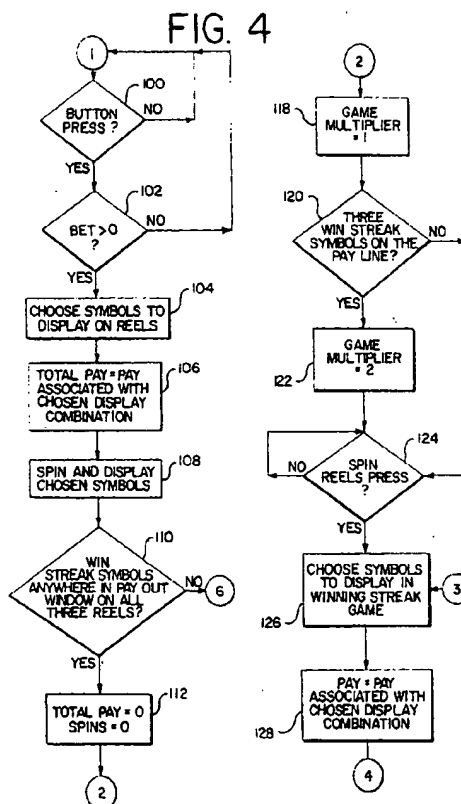 FIG. 4
1
100
BUTTON
PRESS ?
NO
YES
102
BET>0
?
NO
YES
104
CHOOSE SYMBOLS TO
DISPLAY ON REELS
106
TOTAL PAY = PAY
ASSOCIATED WITH
CHOSEN DISPLAY
COMBINATION
108
SPIN AND DISPLAY
CHOSEN SYMBOLS
110
WIN
STREAK SYMBOLS
ANYWHERE IN PAY OUT
WINDOW ON ALL
THREE REELS?
NO
6
YES
112
TOTAL PAY = 0
SPINS = 0
2
2
118
GAME
MULTIPLIER
= 1
120
THREE
WIN STREAK
SYMBOLS ON THE
PAY LINE?
NO
YES
GAME
MULTIPLIER
= 2
122
124
SPIN
REELS PRESS
?
NO
YES
CHOOSE SYMBOLS
TO DISPLAY IN
WINNING STREAK
GAME
3
126
PAY = PAY
ASSOCIATED WITH
CHOSEN DISPLAY
COMBINATION
128
4